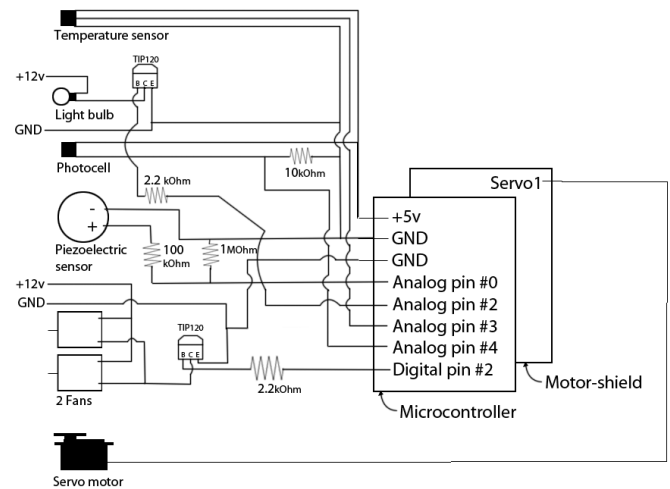 Temperature sensor
TIP120
B C E
+12v
Light bulb
GND
Photocell
10kOhm
2.2 kOhm
Servo1
-
+
Piezoelectric
sensor
100
kOhm
1MOhm
+5v
GND
GND
Analog pin #0
Analog pin #2
Analog pin #3
Analog pin #4
Digital pin #2
+12v
GND
TIP120
B C E
2.2kOhm
2 Fans
Motor-shield
Microcontroller
Servo motor